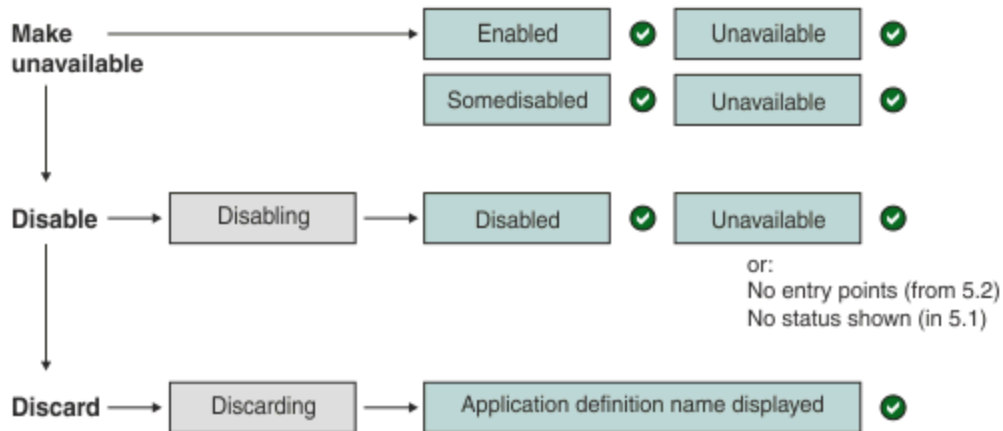 Make
unavailable
Enabled
Unavailable
Somedisabled
Unavailable
Disable
Disabling
Disabled
Unavailable
or:
No entry points (from 5.2)
No status shown (in 5.1)
Discard
Discarding
Application definition name displayed